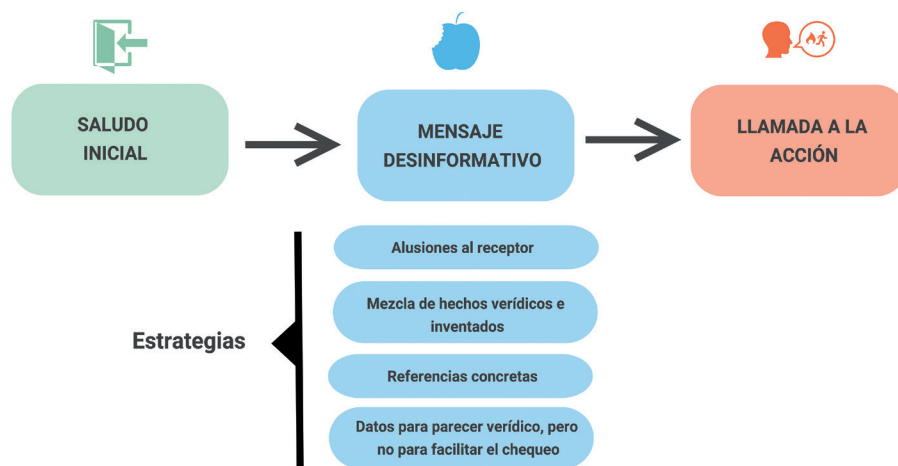 SALUDO
INICIAL
MENSAJE
DESINFORMATIVO
LLAMADA A LA
ACCIÓN
Estrategias
Alusiones al receptor
Mezcla de hechos verídicos e
inventados
Referencias concretas
Datos para parecer verídico, pero
no para facilitar el chequeo